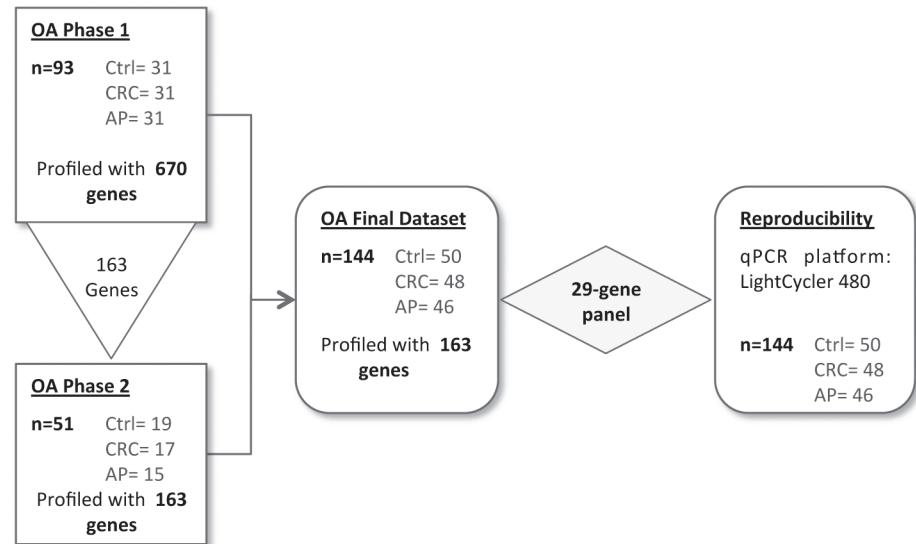 OA Phase 1
n=93 Ctrl= 31
CRC= 31
AP= 31
Profiled with 670
genes
163
Genes
OA Phase 2
n=51 Ctrl= 19
CRC= 17
AP= 15
Profiled with 163
genes
OA Final Dataset
n=144 Ctrl= 50
CRC= 48
AP= 46
Profiled with 163
genes
29-gene
panel
Reproducibility
qPCR platform:
LightCycler 480
n=144 Ctrl= 50
CRC= 48
AP= 46